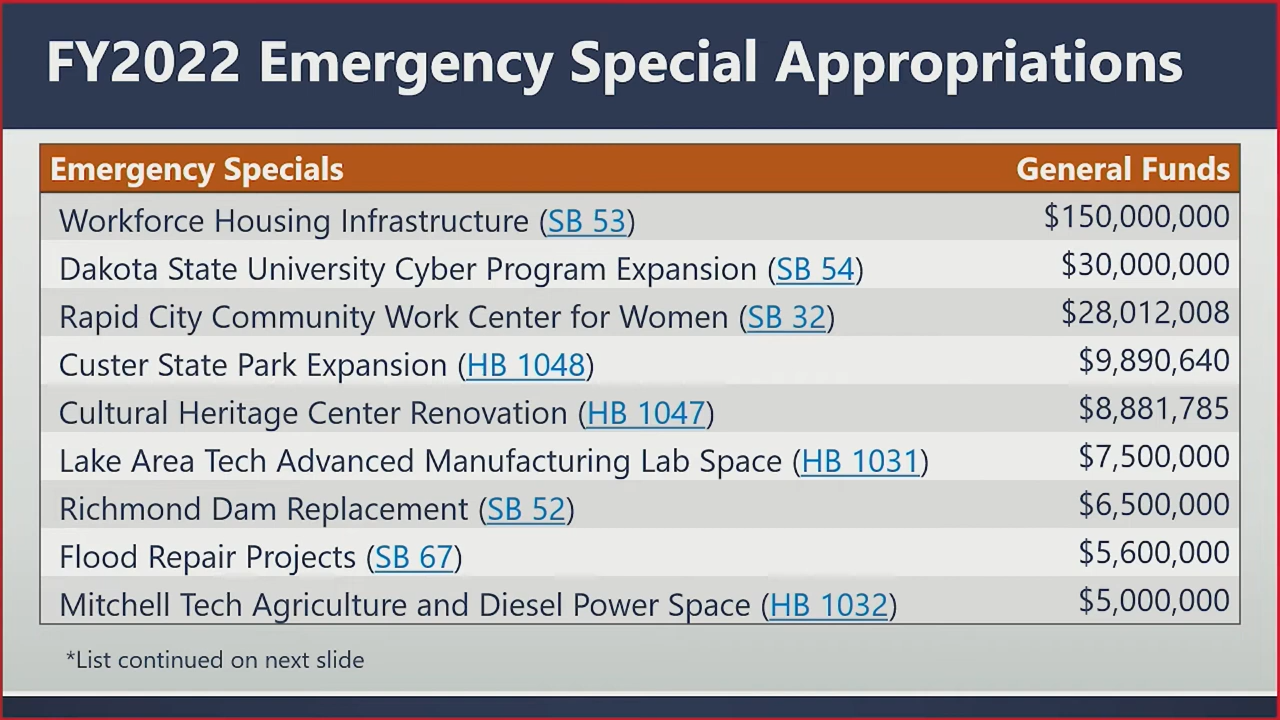 FY2022 Emergency Special Appropriations
Emergency Specials General Funds
Workforce Housing Infrastructure (SB 53) $150,000,000
Dakota State University Cyber Program Expansion (SB 54) $30,000,000
Rapid City Community Work Center for Women (SB 32) $28,012,008
Custer State Park Expansion (HB 1048) $9,890,640
Cultural Heritage Center Renovation (HB 1047) $8,881,785
Lake Area Tech Advanced Manufacturing Lab Space (HB 1031) $7,500,000
Richmond Dam Replacement (SB 52) $6,500,000
Flood Repair Projects (SB 67) $5,600,000
Mitchell Tech Agriculture and Diesel Power Space (HB 1032) $5,000,000
*List continued on next slide